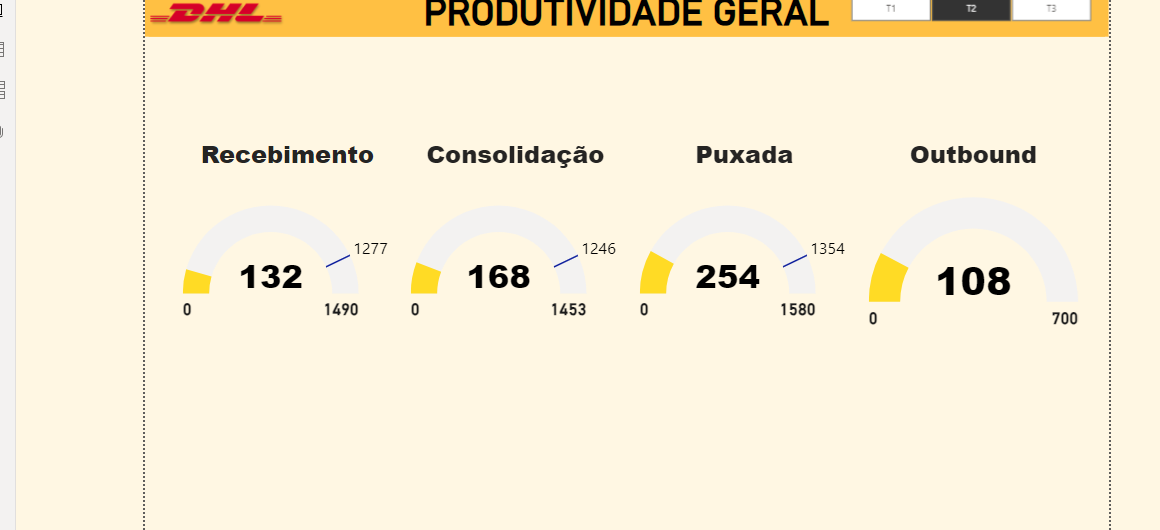 DHL
PRODUTIVIDADE GERAL
T1
T2
T3
Recebimento
Consolidação
Puxada
Outbound
1277
132
0
1490
1246
168
0
1453
1354
254
0
1580
108
0
700